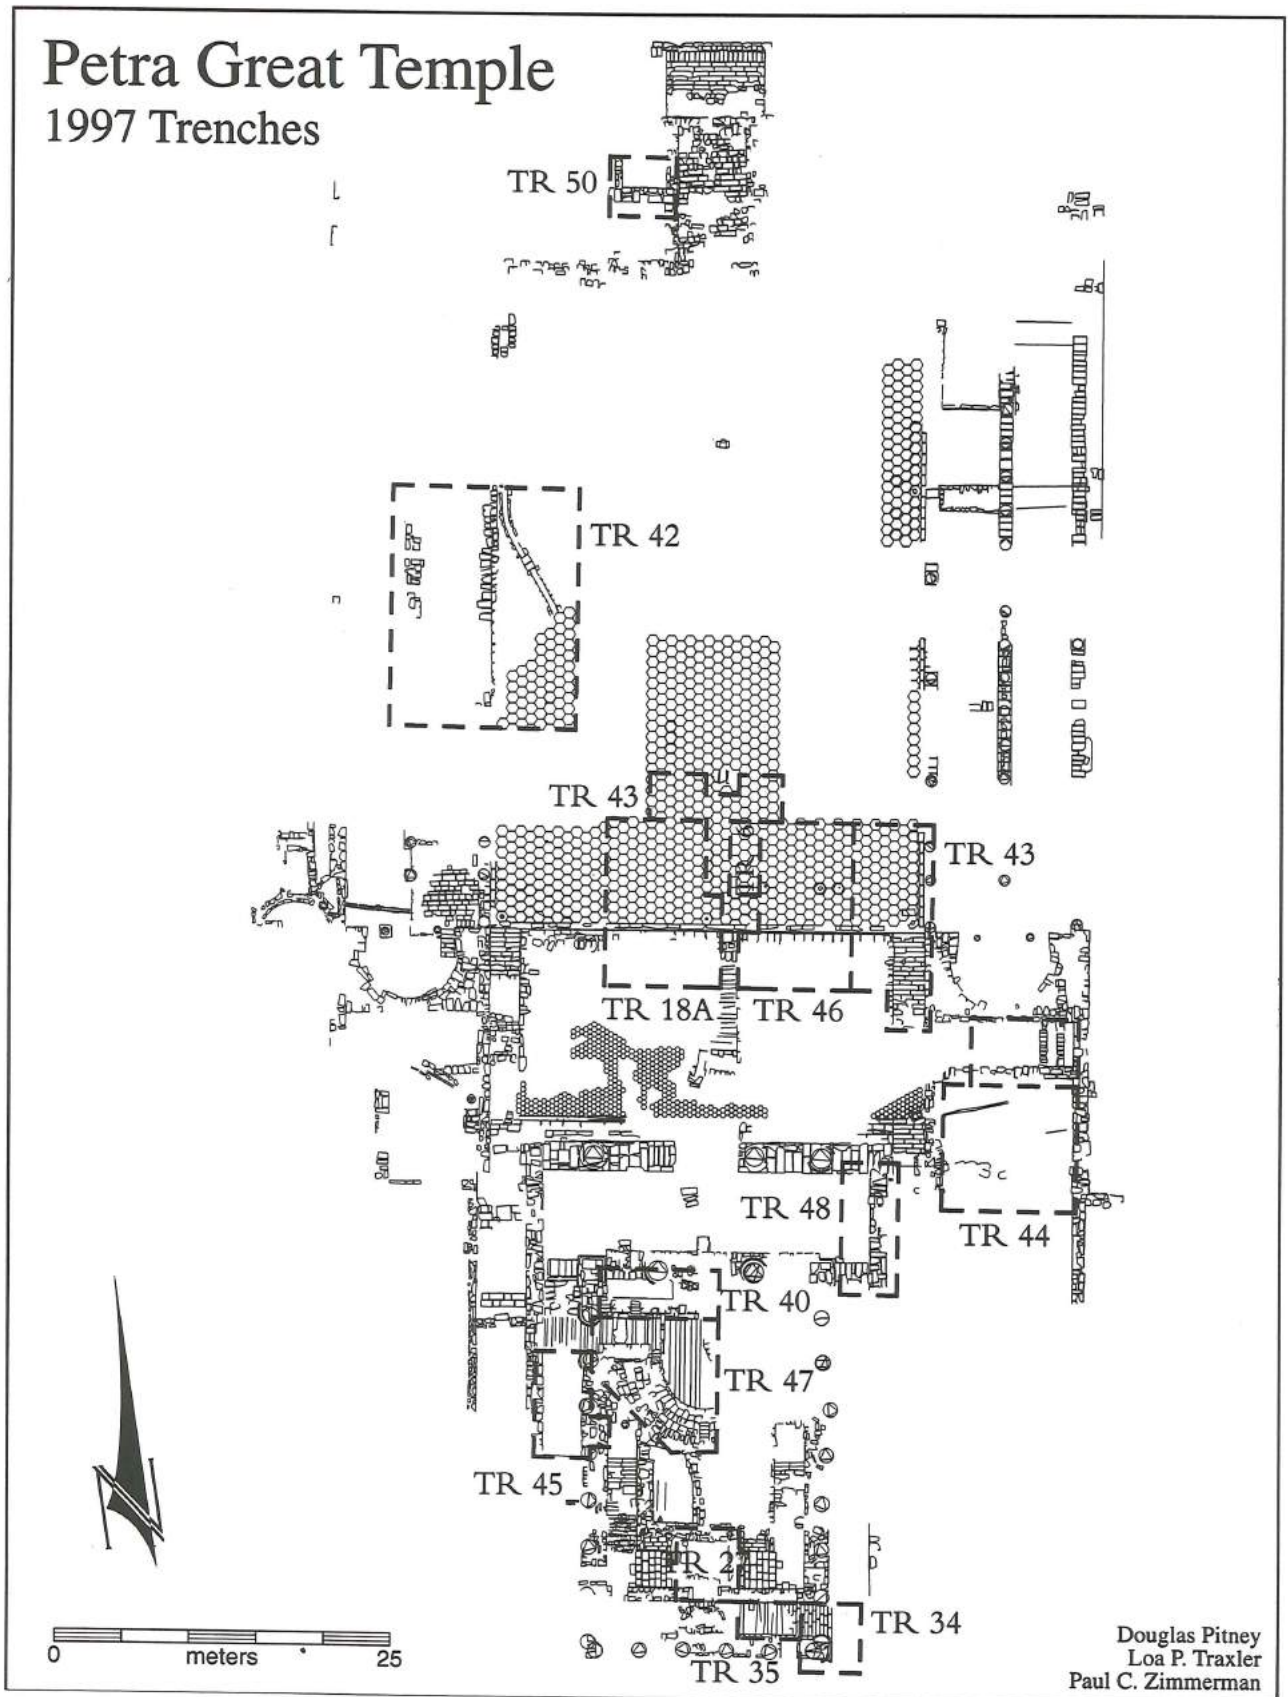 Petra Great Temple
1997 Trenches
TR 50
TR 42
TR 43
TR 43
TR 18A
TR 46
TR 48
TR 44
TR 40
TR 47
TR 45
TR 2
TR 34
TR 35
N
0 meters 25
Douglas Pitney
Loa P. Traxler
Paul C. Zimmerman